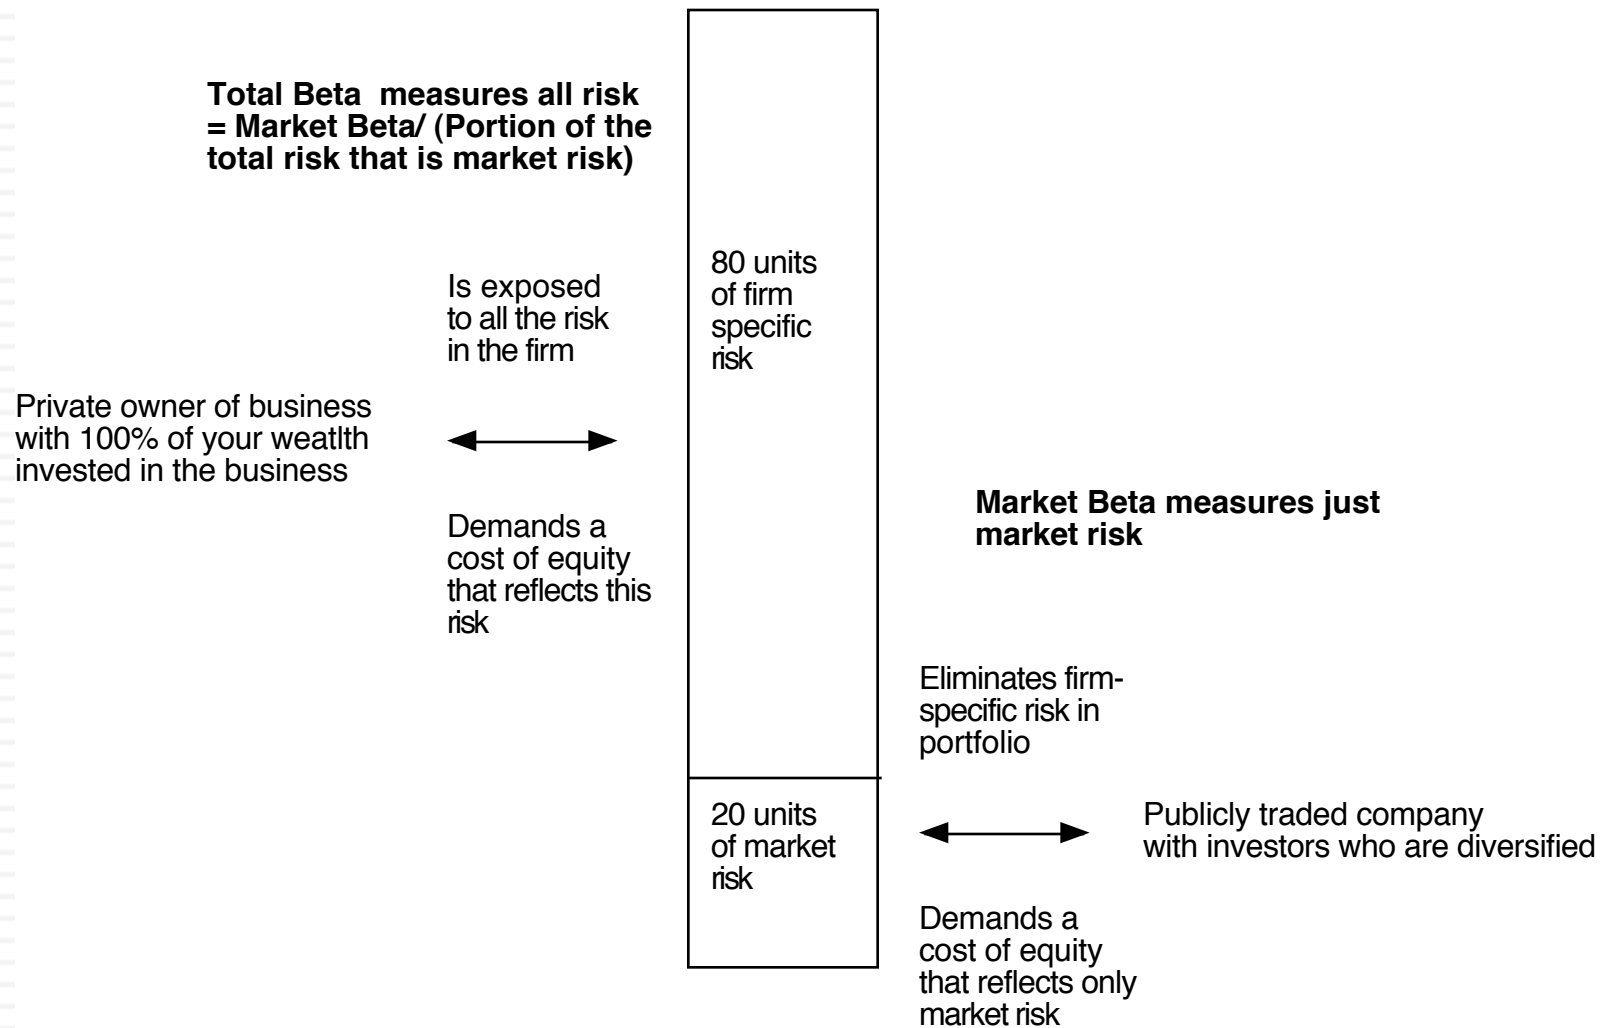 Total Beta  measures all risk
= Market Beta/ (Portion of the
total risk that is market risk)
80 units
of firm
specific
risk
Is exposed
to all the risk
in the firm
Private owner of business
with 100% of your weatlth
invested in the business
Demands a
cost of equity
that reflects this
risk
Market Beta measures just
market risk
Eliminates firm-
specific risk in
portfolio
20 units
of market
risk
Publicly traded company
with investors who are diversified
Demands a
cost of equity
that reflects only
market risk